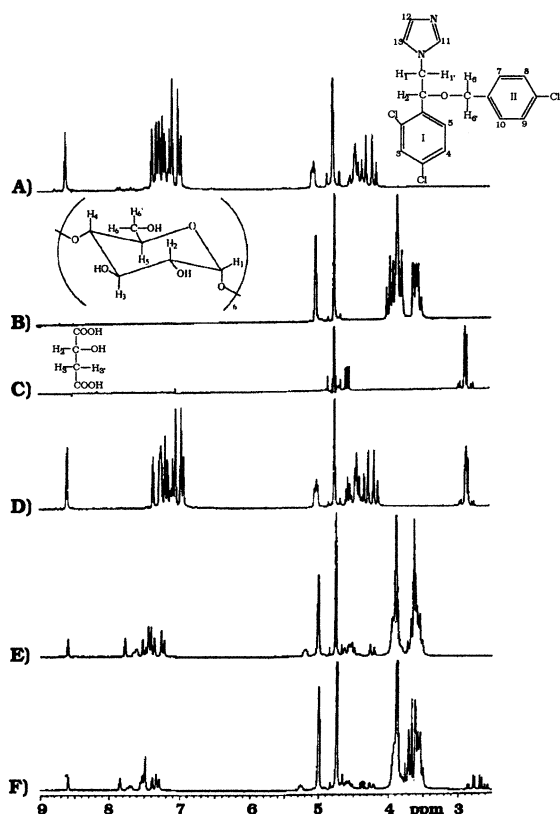 12 N
13 11
N
H₁ C H₁'
H₂ C O C
H₆
H₆'
7 8
II Cl
10 9
Cl
5
I
3 4
Cl
A)
H₄
H₆'
H₆ C OH
O
H₂
H₅
HO
OH
H₁
H₃
O
O
6
B)
COOH
H₂ C OH
H₃ C H₃'
COOH
C)
D)
E)
F)
9 8 7 6 5 4 ppm 3